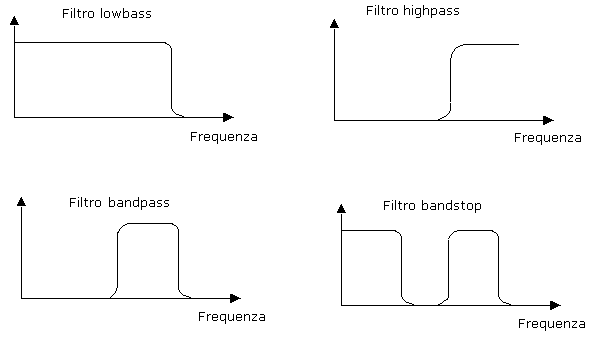 Filtro lowbass
Frequenza
Filtro highpass
Frequenza
Filtro bandpass
Frequenza
Filtro bandstop
Frequenza